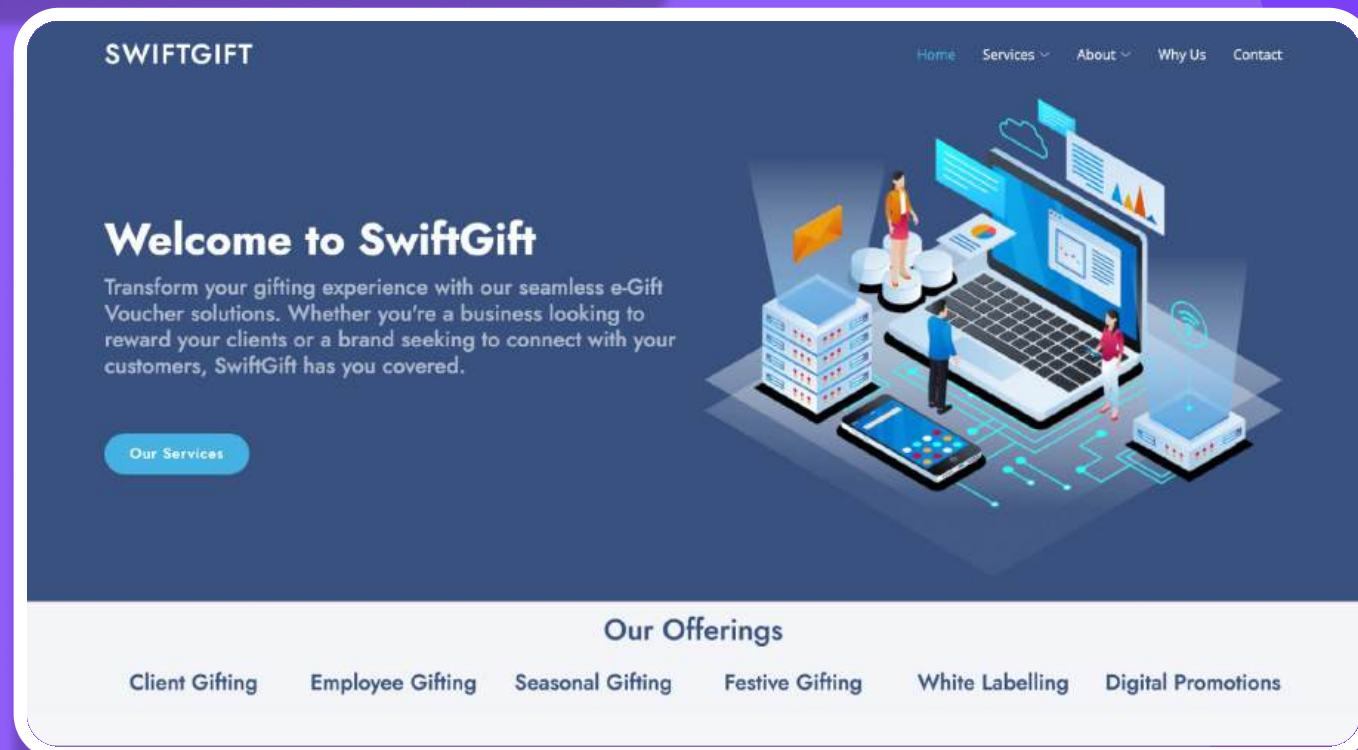 SWIFTGIFT
Home Services About Why Us Contact
Welcome to SwiftGift
Transform your gifting experience with our seamless e-Gift
Voucher solutions. Whether you're a business looking to
reward your clients or a brand seeking to connect with your
customers, SwiftGift has you covered.
Our Services
Our Offerings
Client Gifting Employee Gifting Seasonal Gifting Festive Gifting White Labelling Digital Promotions